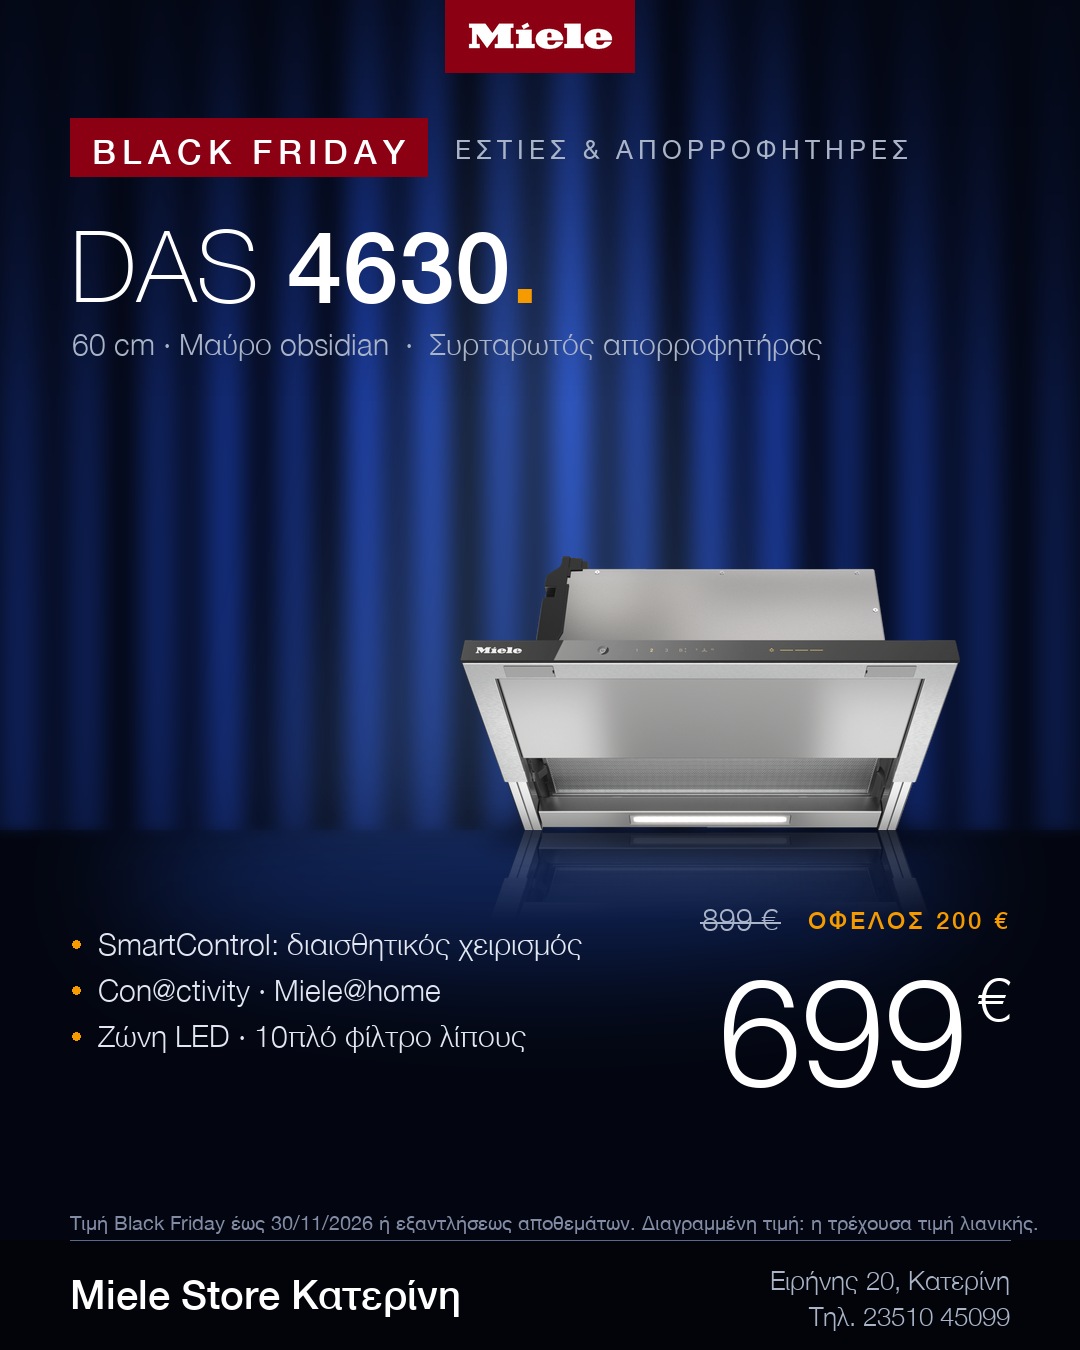 Miele
BLACK FRIDAY
ΕΣΤΙΕΣ & ΑΠΟΡΡΟΦΗΤΗΡΕΣ
DAS 4630.
60 cm · Μαύρο obsidian · Συρταρωτός απορροφητήρας
Miele
899 € ΟΦΕΛΟΣ 200 €
699 €
• SmartControl: διαισθητικός χειρισμός
• Con@ctivity · Miele@home
• Ζώνη LED · 10πλό φίλτρο λίπους
Τιμή Black Friday έως 30/11/2026 ή εξαντλήσεως αποθεμάτων. Διαγραμμένη τιμή: η τρέχουσα τιμή λιανικής.
Miele Store Κατερίνη
Ειρήνης 20, Κατερίνη
Τηλ. 23510 45099